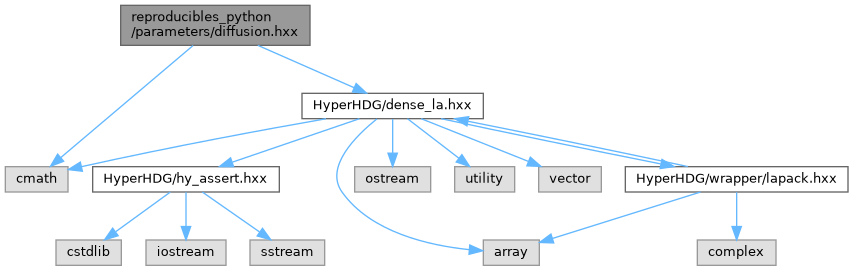 reproducibles_python
/parameters/diffusion.hxx
HyperHDG/dense_la.hxx
cmath
HyperHDG/hy_assert.hxx
ostream
utility
vector
HyperHDG/wrapper/lapack.hxx
cstdlib
iostream
sstream
array
complex